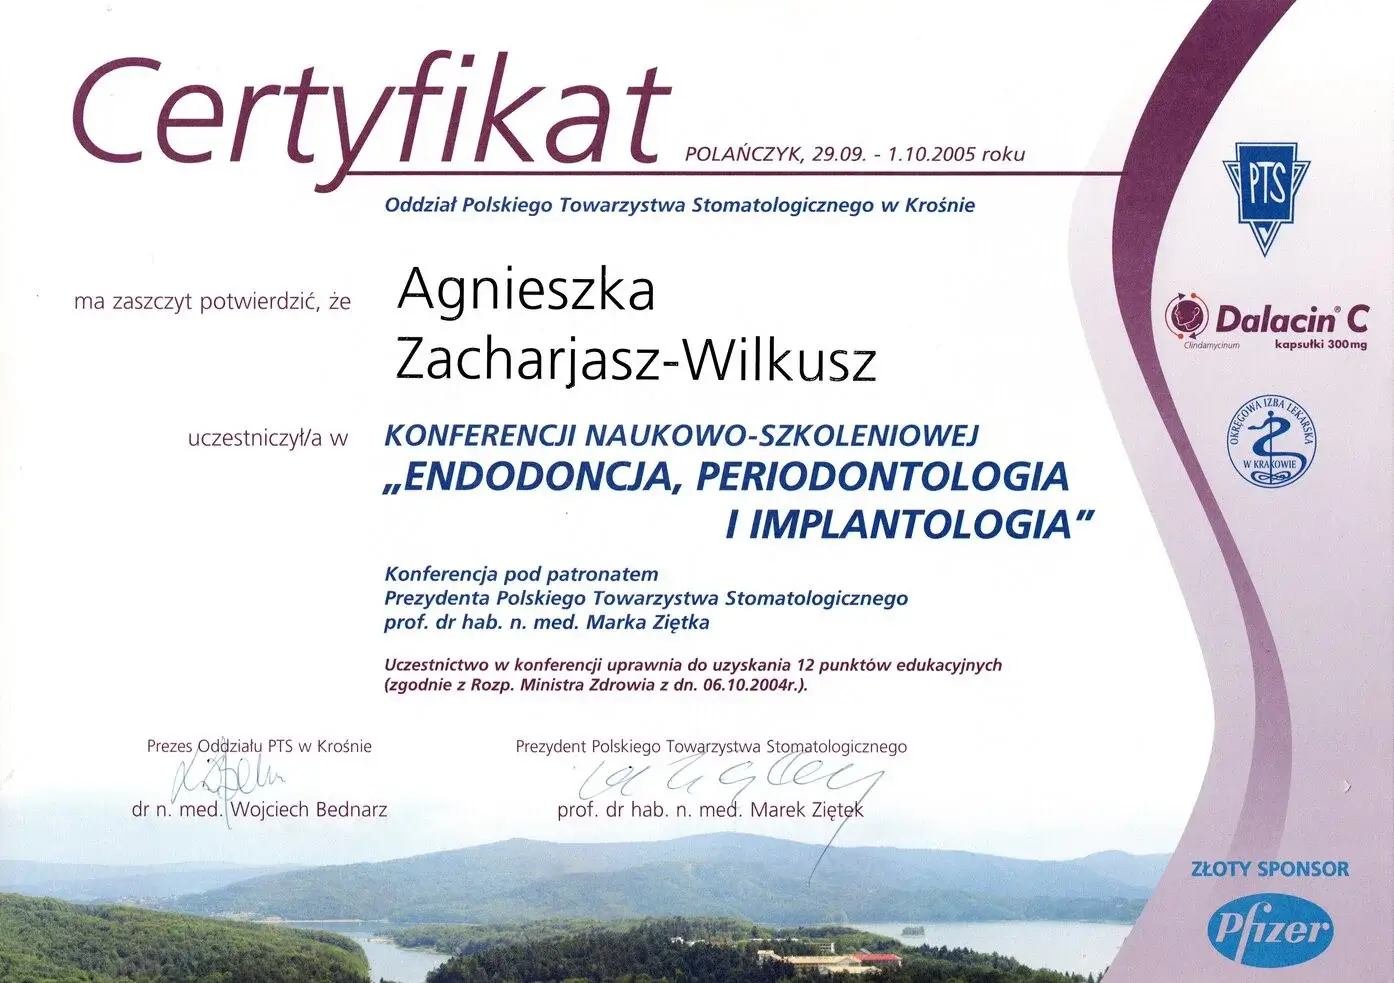 Certyfikat
POLAŃCZYK, 29.09. - 1.10.2005 roku
Oddział Polskiego Towarzystwa Stomatologicznego w Krośnie
ma zaszczyt potwierdzić, że
Agnieszka
Zacharjasz-Wilkusz
uczestniczył/a w
KONFERENCJI NAUKOWO-SZKOLENIOWEJ
„ENDODONCJA, PERIODONTOLOGIA
I IMPLANTOLOGIA”
Konferencja pod patronatem
Prezydenta Polskiego Towarzystwa Stomatologicznego
prof. dr hab. n. med. Marka Ziętka
Uczestnictwo w konferencji uprawnia do uzyskania 12 punktów edukacyjnych
(zgodnie z Rozp. Ministra Zdrowia z dn. 06.10.2004r.).
Prezes Oddziału PTS w Krośnie
dr n. med. Wojciech Bednarz
Prezydent Polskiego Towarzystwa Stomatologicznego
prof. dr hab. n. med. Marek Ziętek
PTS
Dalacin® C
Clindamycinum
kapsułki 300mg
OKRĘGOWA IZBA LEKARSKA
W KRAKOWIE
ZŁOTY SPONSOR
Pfizer